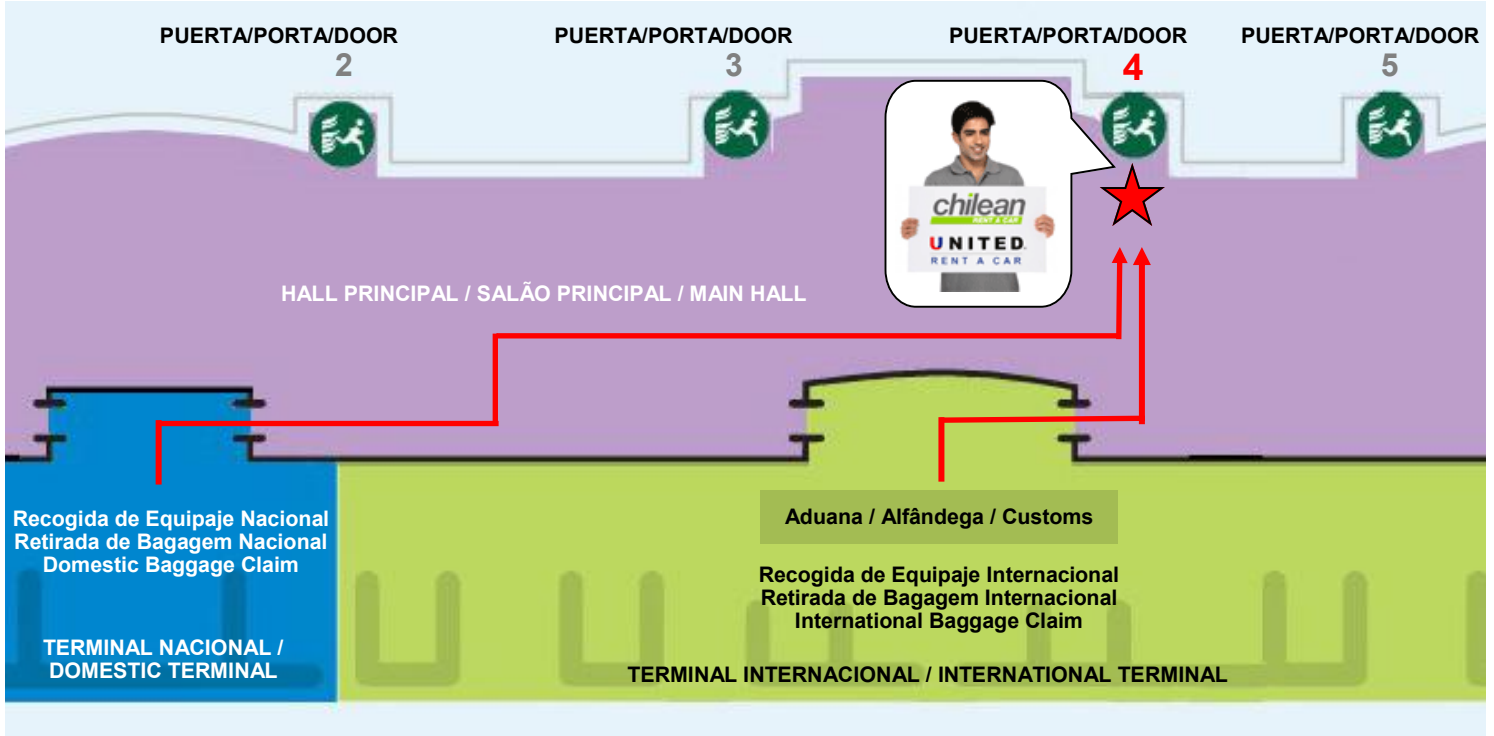 PUERTA/PORTA/DOOR
2
PUERTA/PORTA/DOOR
3
PUERTA/PORTA/DOOR
4
PUERTA/PORTA/DOOR
5
chilean
RENT A CAR
UNITED
RENT A CAR
HALL PRINCIPAL / SALÃO PRINCIPAL / MAIN HALL
Recogida de Equipaje Nacional
Retirada de Bagagem Nacional
Domestic Baggage Claim
TERMINAL NACIONAL /
DOMESTIC TERMINAL
Aduana / Alfândega / Customs
Recogida de Equipaje Internacional
Retirada de Bagagem Internacional
International Baggage Claim
TERMINAL INTERNACIONAL / INTERNATIONAL TERMINAL